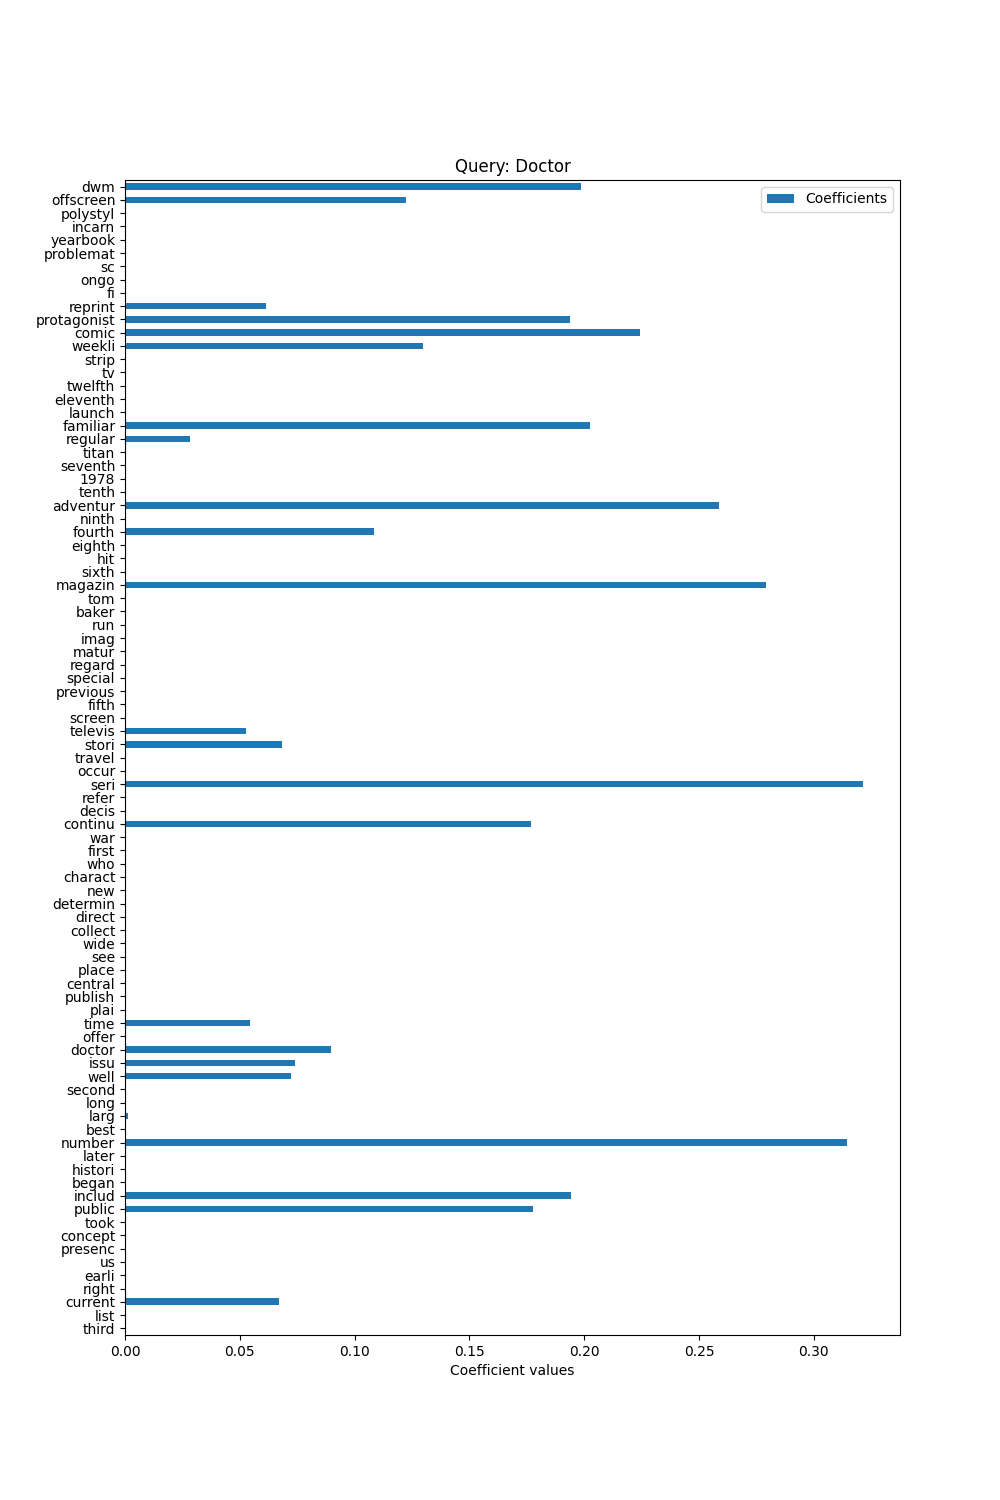 Query: Doctor
Coefficients
dwm
offscreen
polystyl
incarn
yearbook
problemat
sc
ongo
fi
reprint
protagonist
comic
weekli
strip
tv
twelfth
eleventh
launch
familiar
regular
titan
seventh
1978
tenth
adventur
ninth
fourth
eighth
hit
sixth
magazin
tom
baker
run
imag
matur
regard
special
previous
fifth
screen
televis
stori
travel
occur
seri
refer
decis
continu
war
first
who
charact
new
determin
direct
collect
wide
see
place
central
publish
plai
time
offer
doctor
issu
well
second
long
larg
best
number
later
histori
began
includ
public
took
concept
presenc
us
earli
right
current
list
third
0.00 0.05 0.10 0.15 0.20 0.25 0.30
Coefficient values